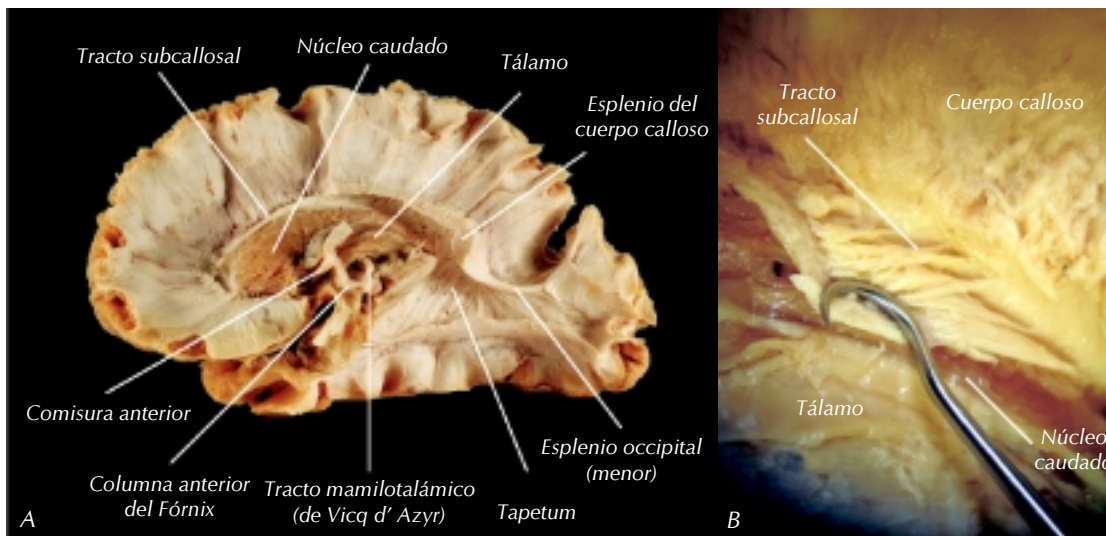 Tracto subcallosal
Núcleo caudado
Tálamo
Esplenio del
cuerpo calloso
Comisura anterior
Columna anterior
del Fórnix
Tracto mamilotalámico
(de Vicq d’ Azyr)
Tapetum
Esplenio occipital
(menor)
A
Tracto
subcallosal
Cuerpo calloso
Tálamo
Núcleo
caudado
B